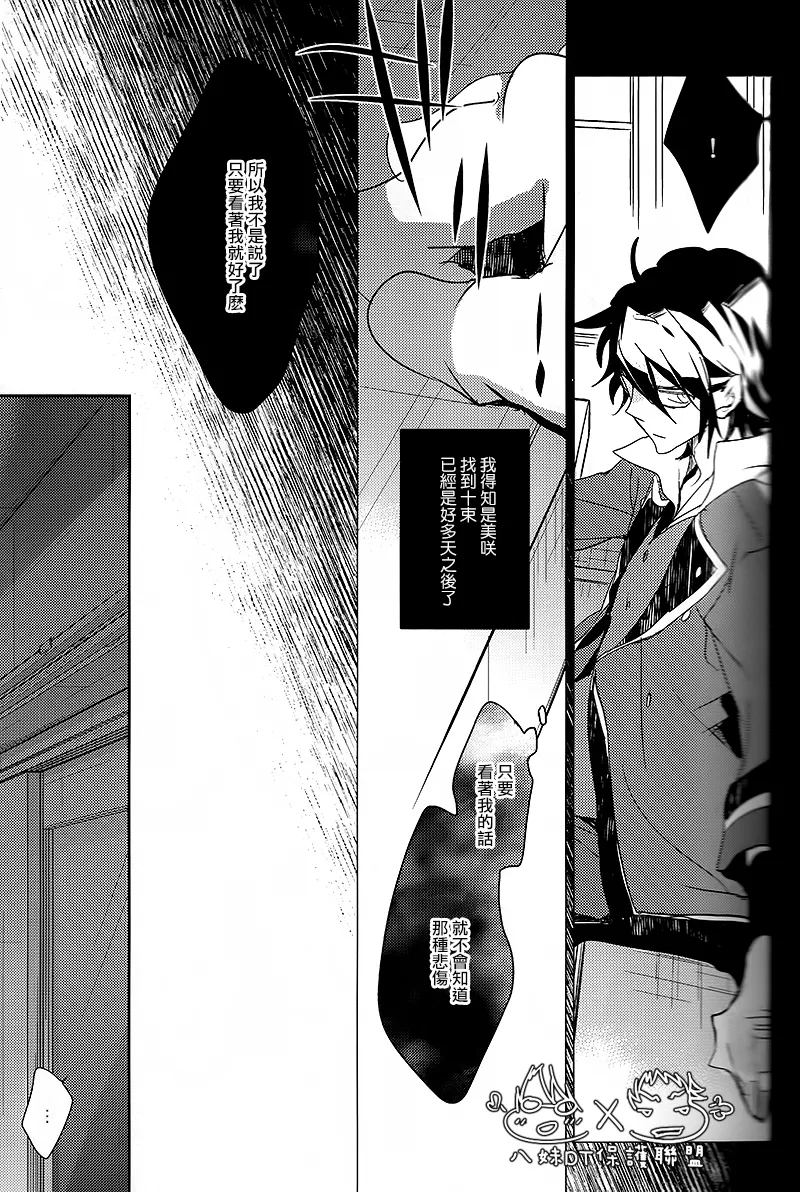 ！
我得知是美咲
找到十束
已經是好多天之後了
只要
看著我的話
就不會知道
那種悲傷
所以我不是説了
只要看著我就好了麼
…
×
八妹DT保護聯盟